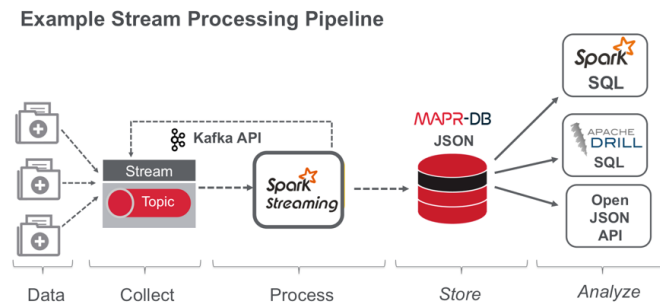 Example Stream Processing Pipeline
Spark
SQL
Kafka API
MAPR-DB
JSON
APACHE
DRILL
SQL
Stream
Topic
Spark
Streaming
Open
JSON
API
Data
Collect
Process
Store
Analyze